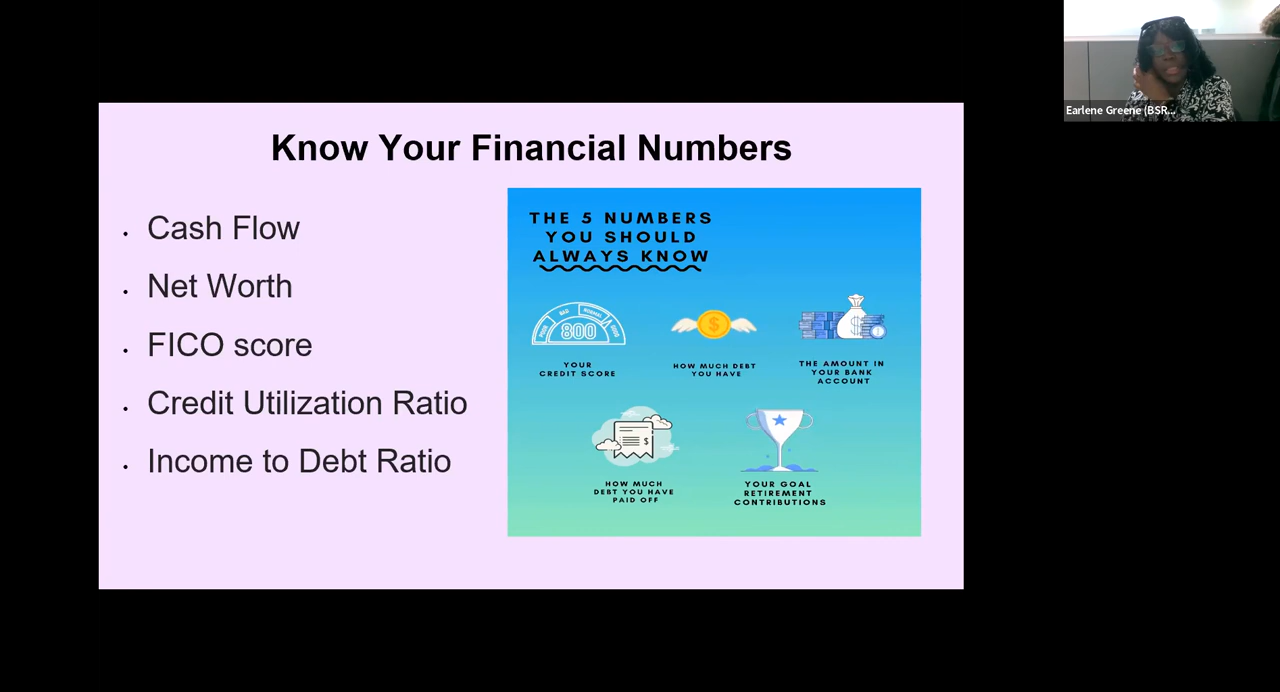 Know Your Financial Numbers
• Cash Flow
• Net Worth
• FICO score
• Credit Utilization Ratio
• Income to Debt Ratio
THE 5 NUMBERS
YOU SHOULD
ALWAYS KNOW
800
YOUR
CREDIT SCORE
$
HOW MUCH DEBT
YOU HAVE
$
THE AMOUNT IN
YOUR BANK
ACCOUNT
$
HOW MUCH
DEBT YOU HAVE
PAID OFF
YOUR GOAL
RETIREMENT
CONTRIBUTIONS
Earlene Greene (BSR...